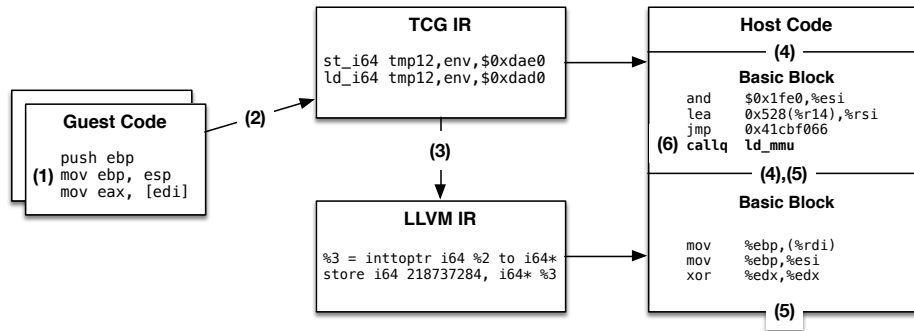 Guest Code
push ebp
(1) mov ebp, esp
mov eax, [edi]
(2)
TCG IR
st_i64 tmp12,env,$0xdae0
ld_i64 tmp12,env,$0xdad0
(3)
LLVM IR
%3 = inttoptr i64 %2 to i64*
store i64 218737284, i64* %3
Host Code
(4)
Basic Block
and $0x1fe0,%esi
lea 0x528(%r14),%rsi
jmp 0x41cbf066
(6) callq ld_mmu
(4),(5)
Basic Block
mov %ebp,(%rdi)
mov %ebp,%esi
xor %edx,%edx
(5)